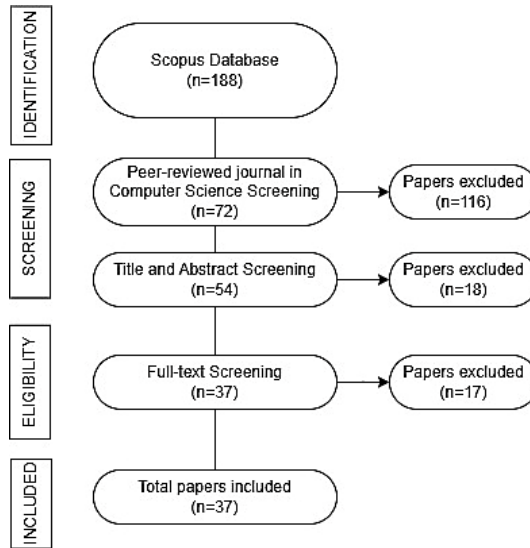 IDENTIFICATION
Scopus Database
(n=188)
SCREENING
Peer-reviewed journal in
Computer Science Screening
(n=72)
Papers excluded
(n=116)
Title and Abstract Screening
(n=54)
Papers excluded
(n=18)
ELIGIBILITY
Full-text Screening
(n=37)
Papers excluded
(n=17)
INCLUDED
Total papers included
(n=37)